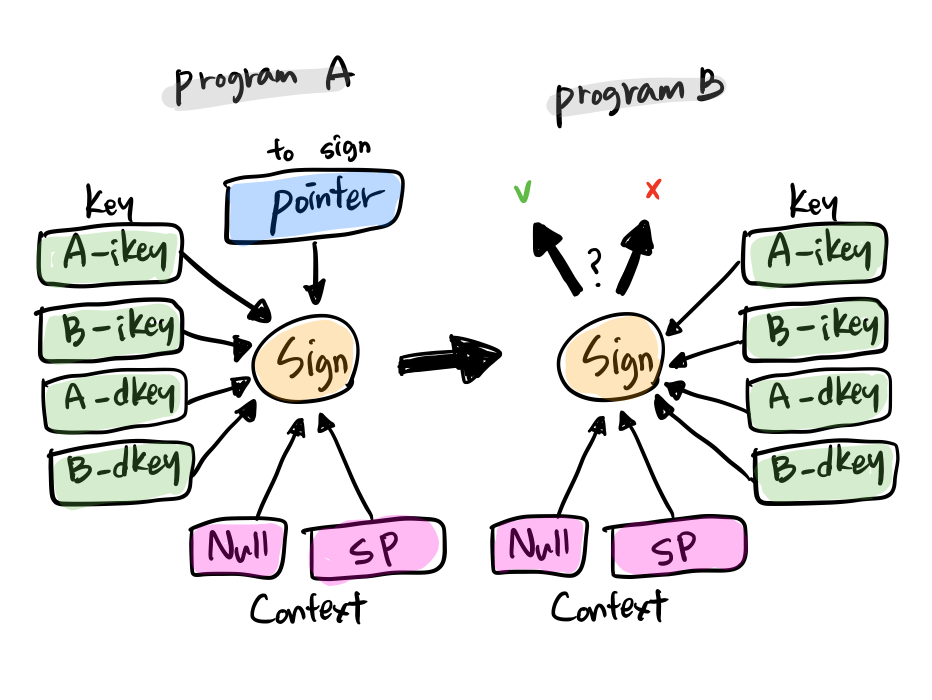 program A
to sign
pointer
Key
A-ikey
B-ikey
A-dkey
B-dkey
Sign
Null
SP
Context
program B
v
x
?
Key
A-ikey
B-ikey
A-dkey
B-dkey
Sign
Null
SP
Context